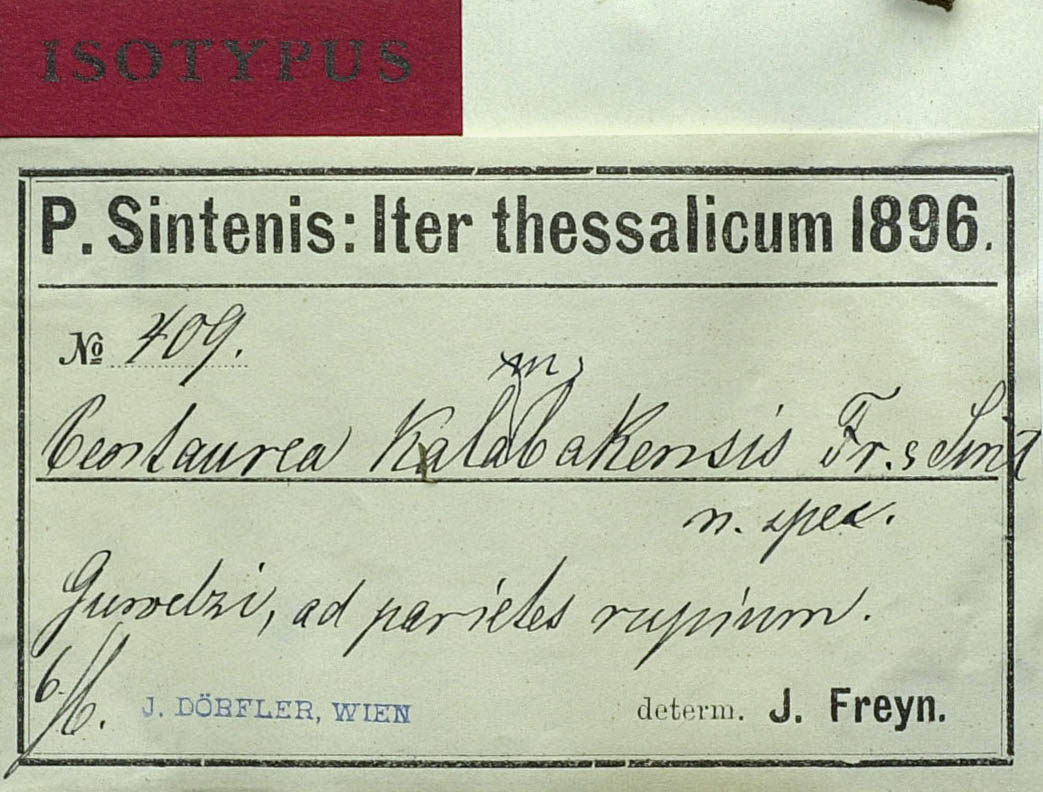 ISOTYPUS
P. Sintenis: Iter thessalicum 1896.
№ 409.
m
Centaurea Kalabakensis Fr. & Sint
n. spec.
Guvelzi, ad parietes rupium.
6/6. J. DÖRFLER, WIEN determ. J. Freyn.